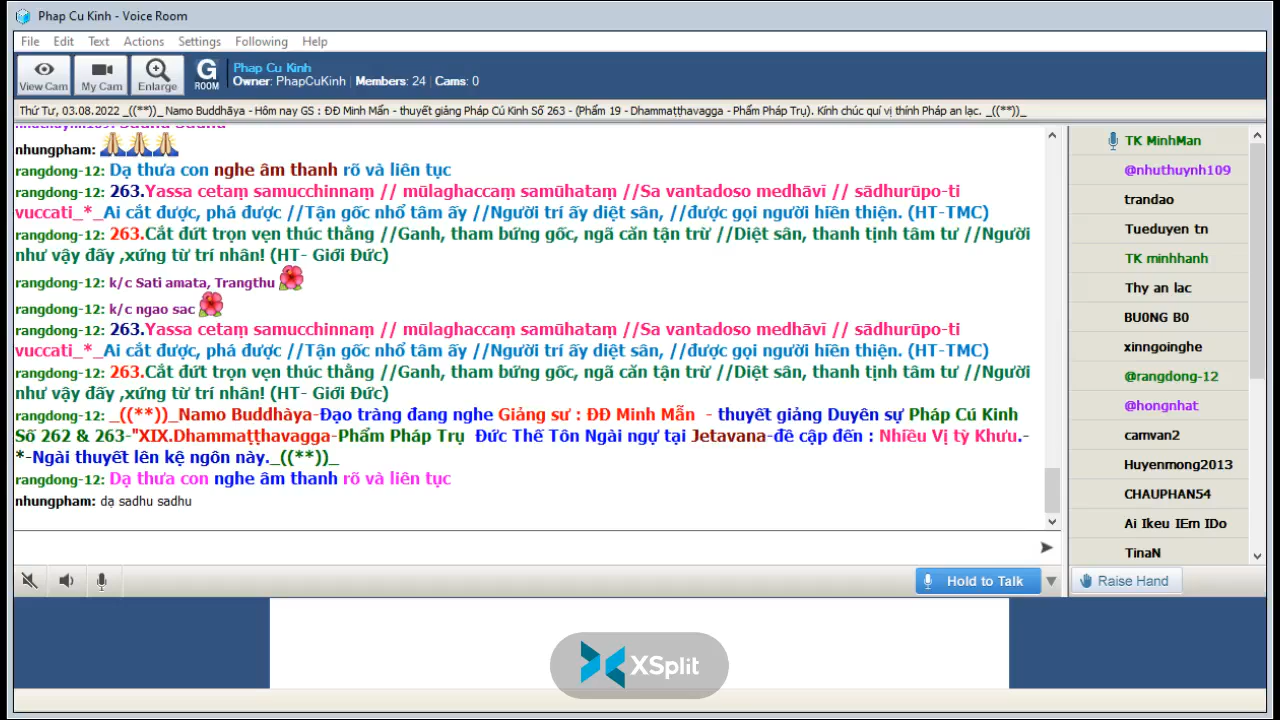 Phap Cu Kinh - Voice Room
File Edit Text Actions Settings Following Help
View Cam
My Cam
Enlarge
G ROOM
Phap Cu Kinh
Owner: PhapCuKinh | Members: 24 | Cams: 0
Thứ Tư, 03.08.2022 _((**))_ Namo Buddhāya - Hôm nay GS : ĐĐ Minh Mẫn - thuyết giảng Pháp Cú Kinh Số 263 - (Phẩm 19 - Dhammaṭṭhavagga - Phẩm Pháp Trụ). Kính chúc quí vị thính Pháp an lạc. _((**))_
nhungpham:
rangdong-12: Dạ thưa con nghe âm thanh rõ và liên tục
rangdong-12: 263.Yassa cetaṃ samucchinnaṃ // mūlaghaccaṃ samūhataṃ //Sa vantadoso medhāvī // sādhurūpo-ti
vuccati_*_Ai cắt được, phá được //Tận gốc nhổ tâm ấy //Người trí ấy diệt sân, //được gọi người hiền thiện. (HT-TMC)
rangdong-12: 263.Cắt đứt trọn vẹn thúc thằng //Ganh, tham bứng gốc, ngã căn tận trừ //Diệt sân, thanh tịnh tâm tư //Người
như vậy đấy ,xứng từ trí nhân! (HT- Giới Đức)
rangdong-12: k/c Sati amata, Trangthu
rangdong-12: k/c ngao sac
rangdong-12: 263.Yassa cetaṃ samucchinnaṃ // mūlaghaccaṃ samūhataṃ //Sa vantadoso medhāvī // sādhurūpo-ti
vuccati_*_Ai cắt được, phá được //Tận gốc nhổ tâm ấy //Người trí ấy diệt sân, //được gọi người hiền thiện. (HT-TMC)
rangdong-12: 263.Cắt đứt trọn vẹn thúc thằng //Ganh, tham bứng gốc, ngã căn tận trừ //Diệt sân, thanh tịnh tâm tư //Người
như vậy đấy ,xứng từ trí nhân! (HT- Giới Đức)
rangdong-12: _((**))_Namo Buddhàya-Đạo tràng đang nghe Giảng sư : ĐĐ Minh Mẫn - thuyết giảng Duyên sự Pháp Cú Kinh
Số 262 & 263-"XIX.Dhammaṭṭhavagga-Phẩm Pháp Trụ Đức Thế Tôn Ngài ngự tại Jetavana-đề cập đến : Nhiều Vị tỳ Khưu.-
*-Ngài thuyết lên kệ ngôn này._((**))_
rangdong-12: Dạ thưa con nghe âm thanh rõ và liên tục
nhungpham: dạ sadhu sadhu
TK MinhMan
@nhuthuynh109
trandao
Tueduyen tn
TK minhhanh
Thy an lac
BU0NG B0
xinngoinghe
@rangdong-12
@hongnhat
camvan2
Huyenmong2013
CHAUPHAN54
Ai Ikeu IEm IDo
TinaN
Hold to Talk
Raise Hand
XSplit